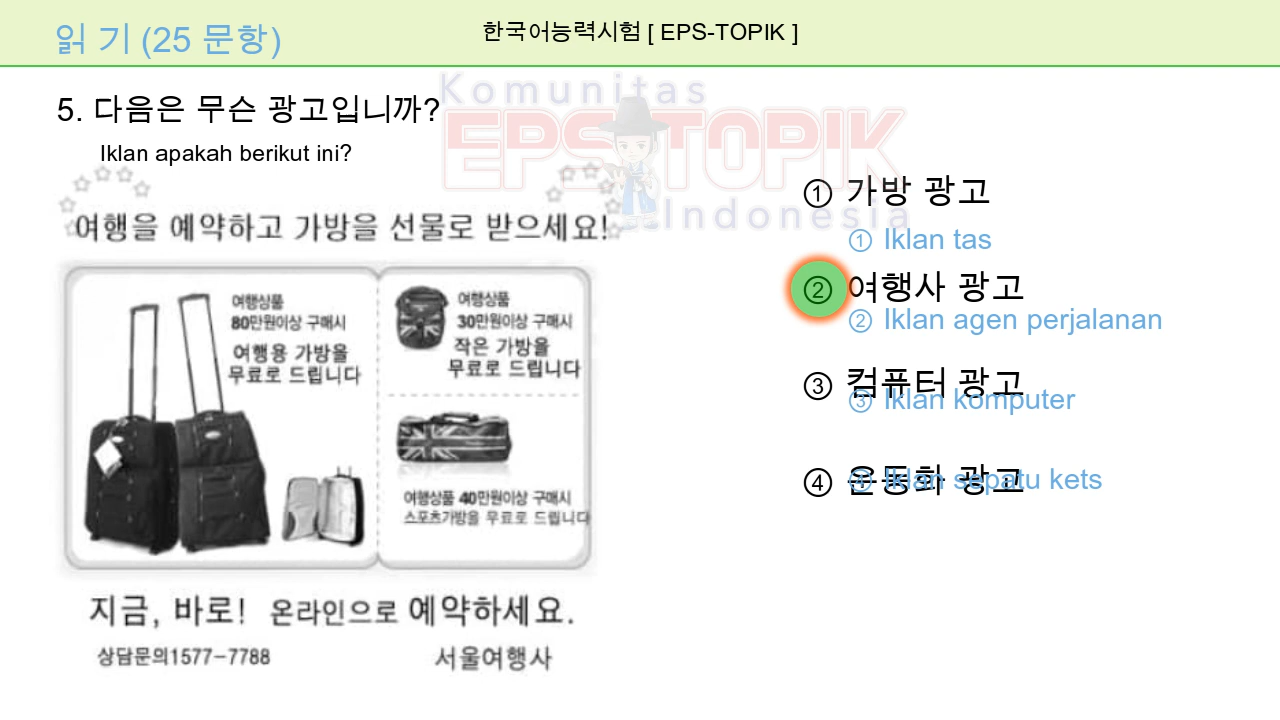 읽 기 (25 문항)
한국어능력시험 [ EPS-TOPIK ]
Komunitas
EPS TOPIK
Indonesia
5. 다음은 무슨 광고입니까?
Iklan apakah berikut ini?
여행을 예약하고 가방을 선물로 받으세요!
여행상품
80만원이상 구매시
여행용 가방을
무료로 드립니다
여행상품
30만원이상 구매시
작은 가방을
무료로 드립니다
여행상품 40만원이상 구매시
스포츠가방을 무료로 드립니다
지금, 바로! 온라인으로 예약하세요.
상담문의1577-7788
서울여행사
① 가방 광고
① Iklan tas
② 여행사 광고
② Iklan agen perjalanan
③ 컴퓨터 광고
③ Iklan komputer
④ 운동화 광고
④ Iklan sepatu kets